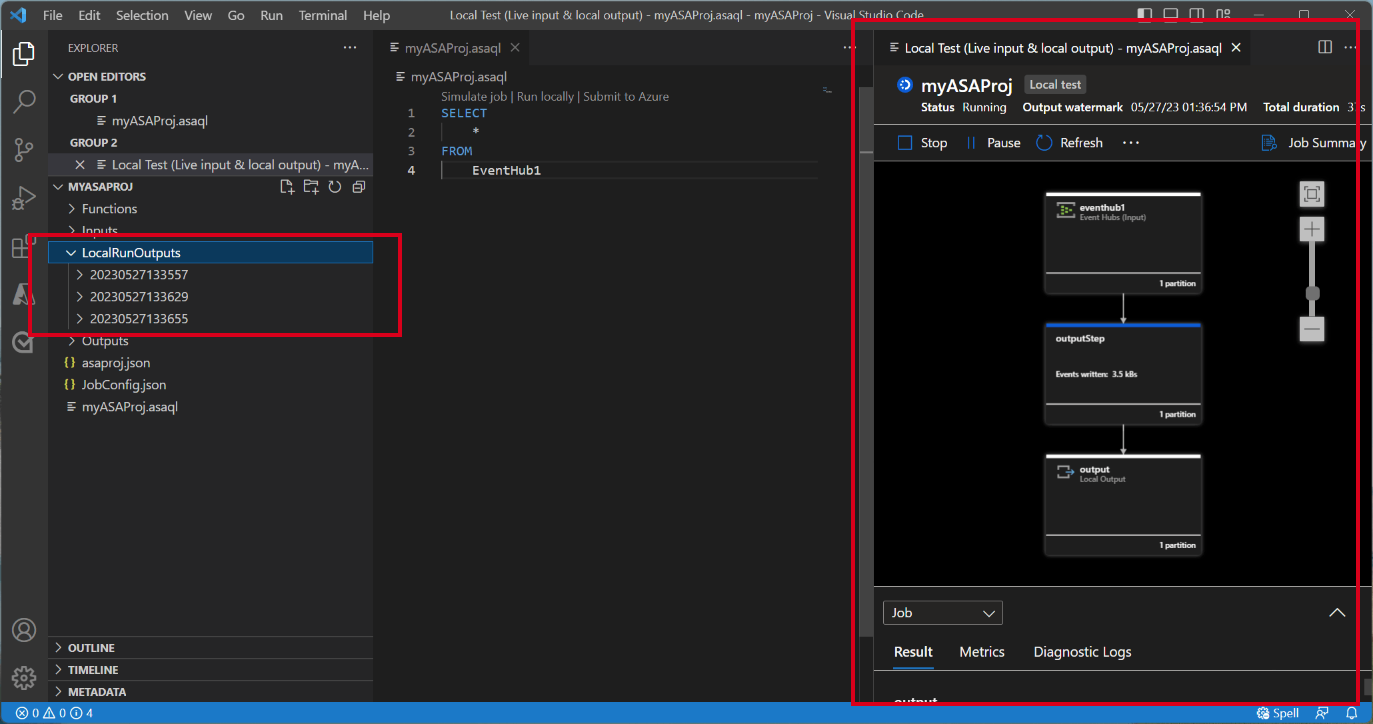 File Edit Selection View Go Run Terminal Help
Local Test (Live input & local output) - myASAProj.asaql - myASAProj - Visual Studio Code
EXPLORER
OPEN EDITORS
GROUP 1
myASAProj.asaql
GROUP 2
Local Test (Live input & local output) - myA...
MYASAPROJ
Functions
Inputs
LocalRunOutputs
20230527133557
20230527133629
20230527133655
Outputs
asaproj.json
JobConfig.json
myASAProj.asaql
OUTLINE
TIMELINE
METADATA
myASAProj.asaql
myASAProj.asaql
Simulate job | Run locally | Submit to Azure
1 SELECT
2 *
3 FROM
4 EventHub1
Local Test (Live input & local output) - myASAProj.asaql
myASAProj Local test
Status Running Output watermark 05/27/23 01:36:54 PM Total duration
Stop Pause Refresh Job Summary
eventhub1
Event Hubs (Input)
1 partition
outputStep
Events written: 3.5 kBs
1 partition
output
Local Output
1 partition
Job
Result Metrics Diagnostic Logs
output
0 0 4
Spell